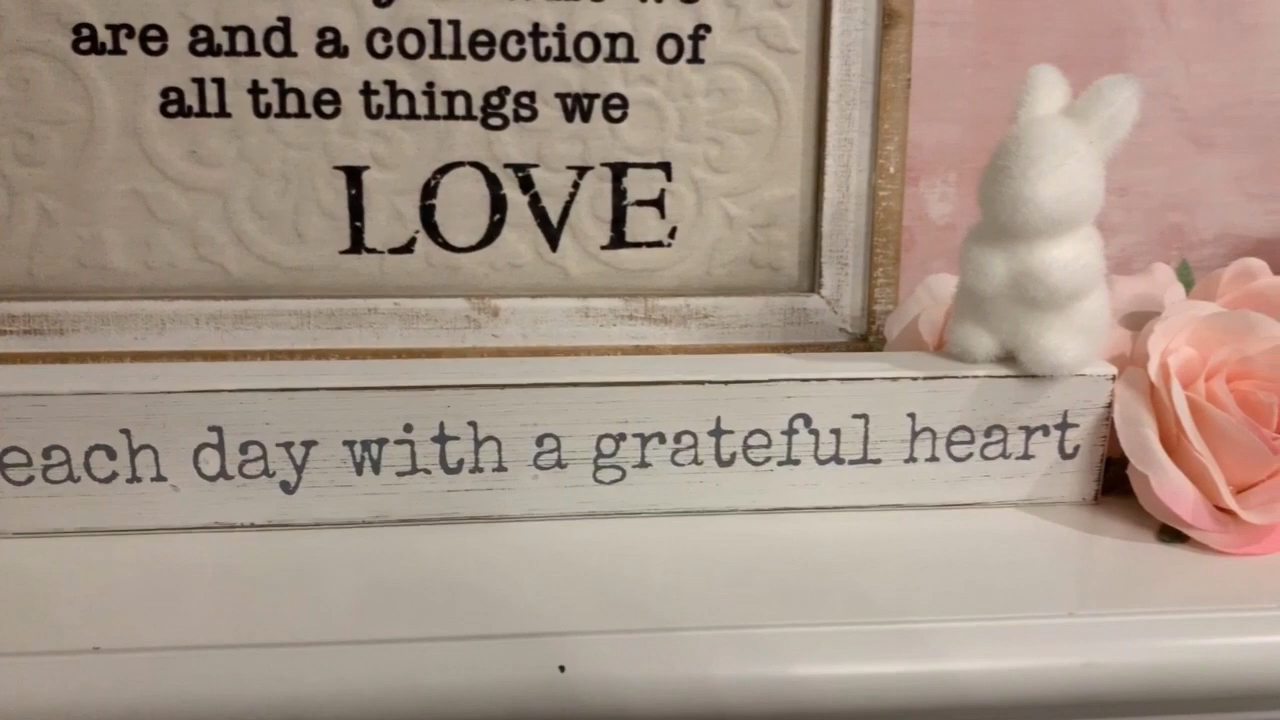 are and a collection of
all the things we
LOVE
each day with a grateful heart